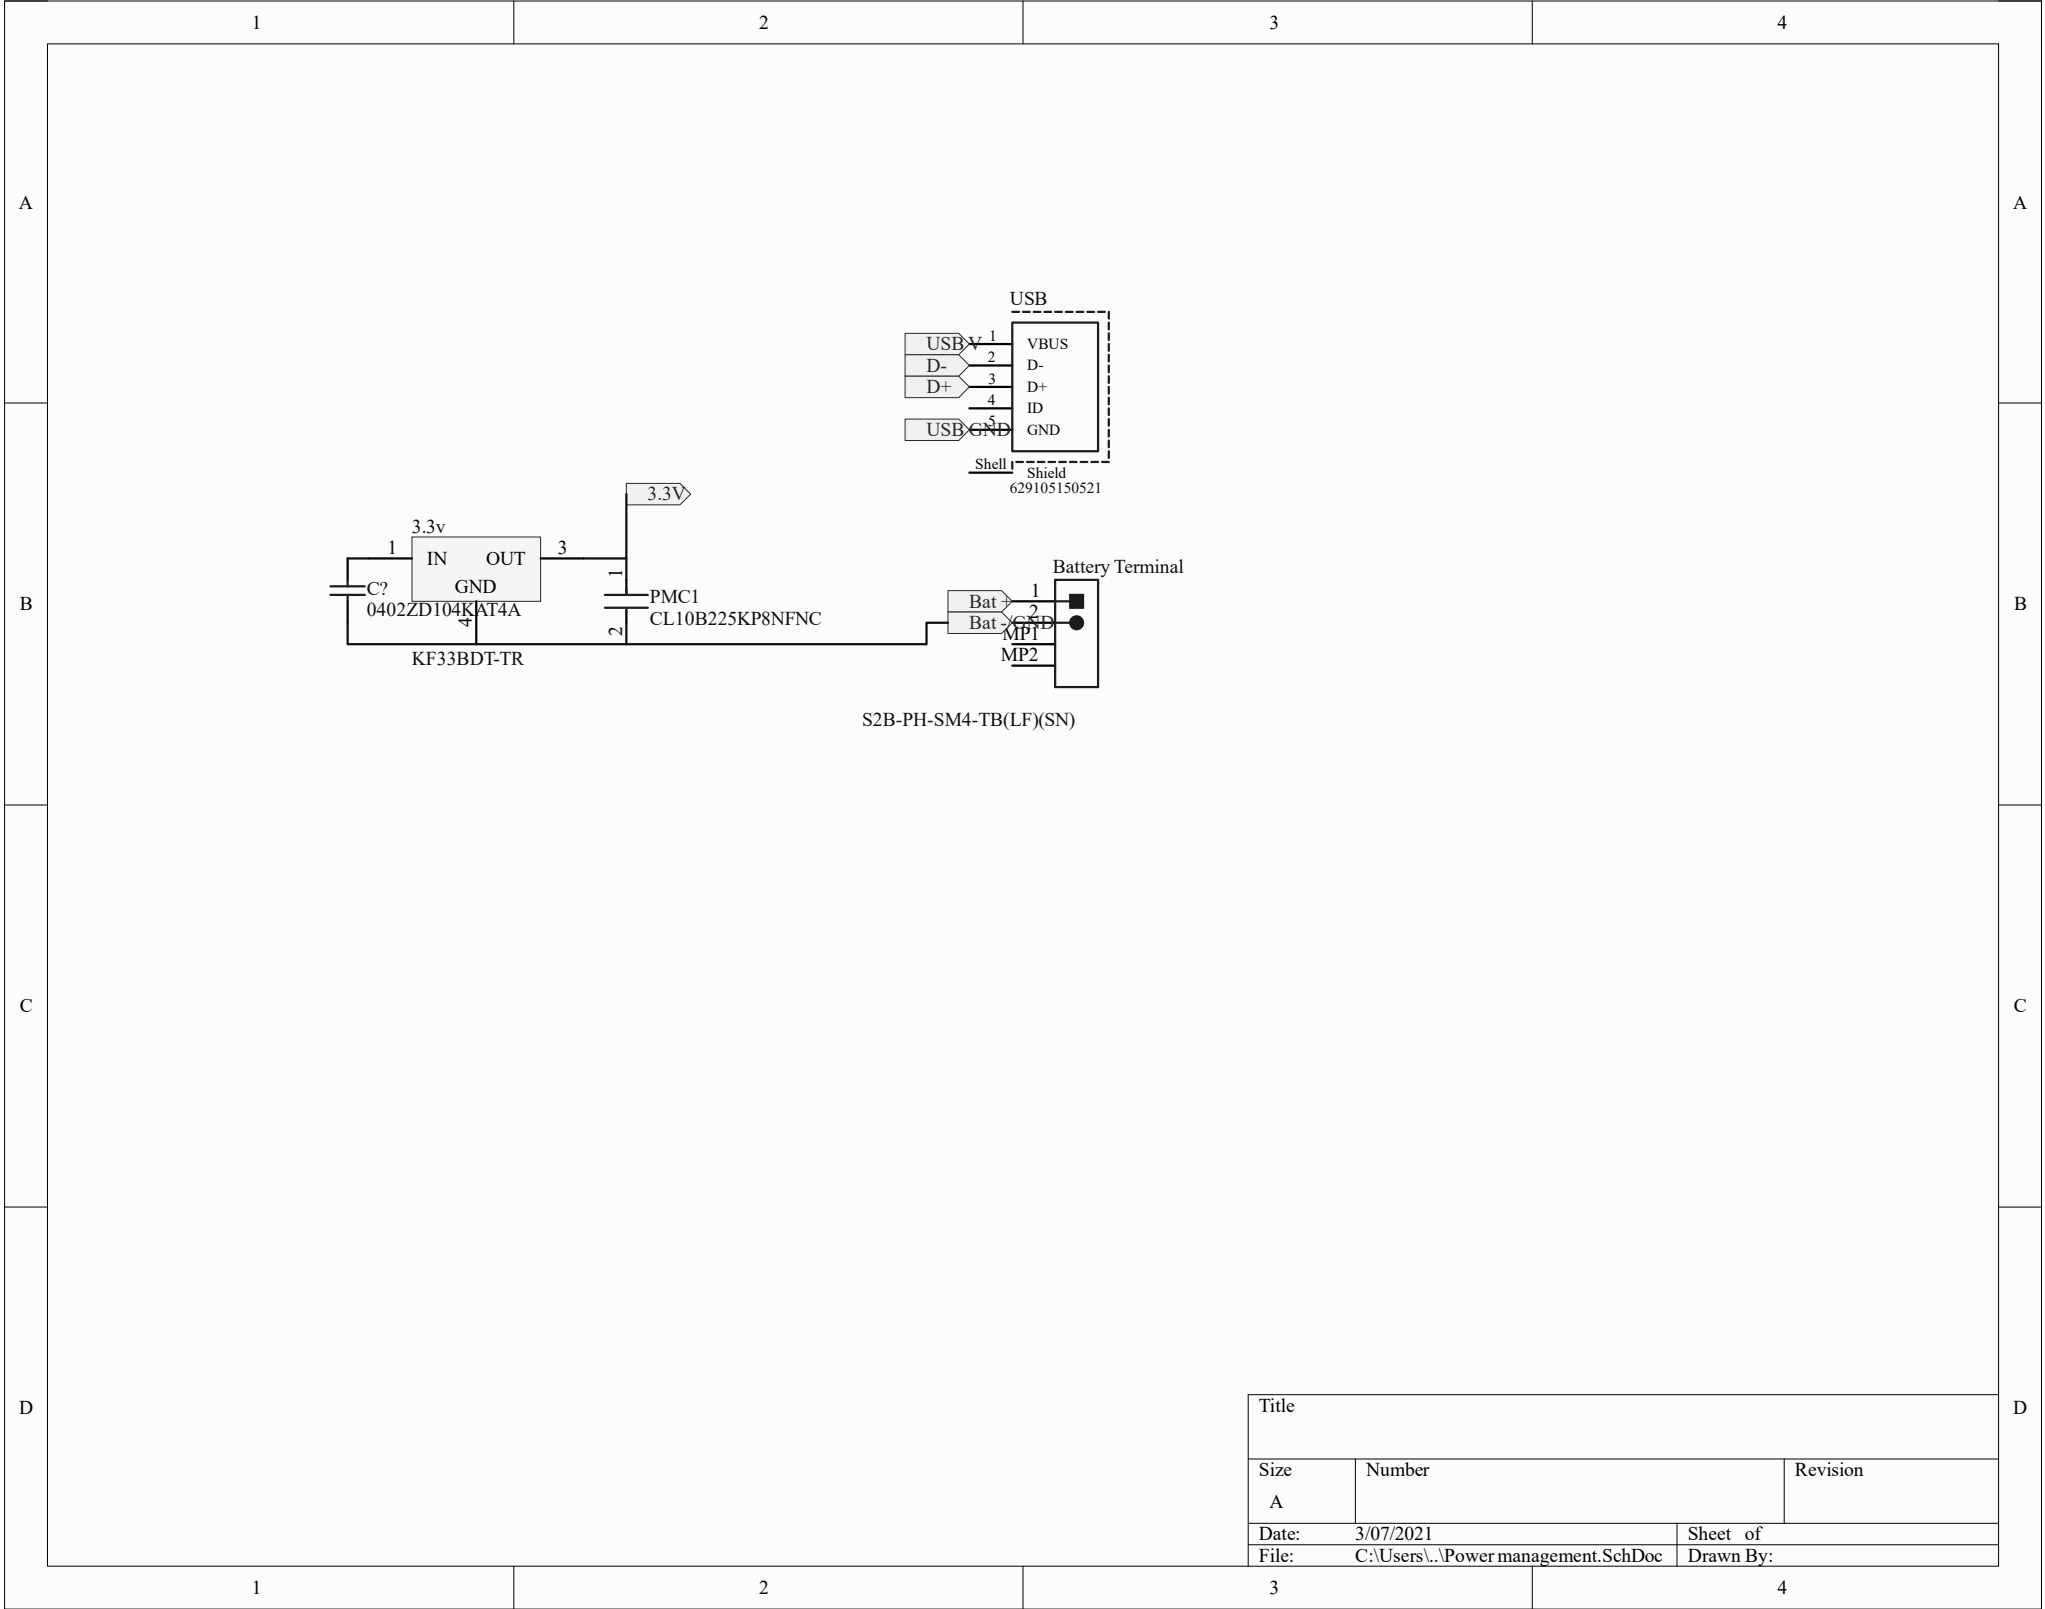 1 2 3 4
A A
USB
USB V 1 VBUS
D- 2 D-
D+ 3 D+
4 ID
USB GND 5 GND
Shell Shield
629105150521
3.3V
3.3v
1 IN OUT 3
GND
4
C?
0402ZD104KAT4A
KF33BDT-TR
1
PMC1
CL10B225KP8NFNC
2
Battery Terminal
Bat + 1
Bat -/GND 2
MP1
MP2
S2B-PH-SM4-TB(LF)(SN)
B B
C C
D D
Title
Size Number Revision
A
Date: 3/07/2021 Sheet of
File: C:\Users\..\Power management.SchDoc Drawn By:
1 2 3 4